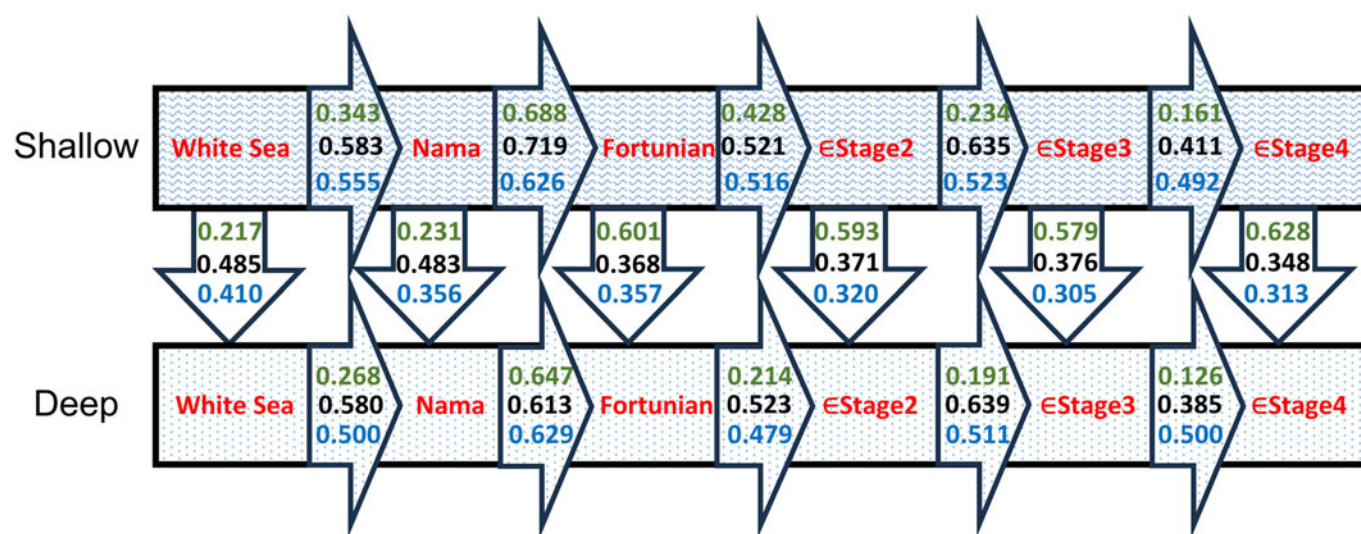 0.343 0.688 0.428 0.234 0.161
Shallow White Sea 0.583 Nama 0.719 Fortunian 0.521 ∈Stage2 0.635 ∈Stage3 0.411 ∈Stage4
0.555 0.626 0.516 0.523 0.492
0.217 0.231 0.601 0.593 0.579 0.628
0.485 0.483 0.368 0.371 0.376 0.348
0.410 0.356 0.357 0.320 0.305 0.313
0.268 0.647 0.214 0.191 0.126
Deep White Sea 0.580 Nama 0.613 Fortunian 0.523 ∈Stage2 0.639 ∈Stage3 0.385 ∈Stage4
0.500 0.629 0.479 0.511 0.500